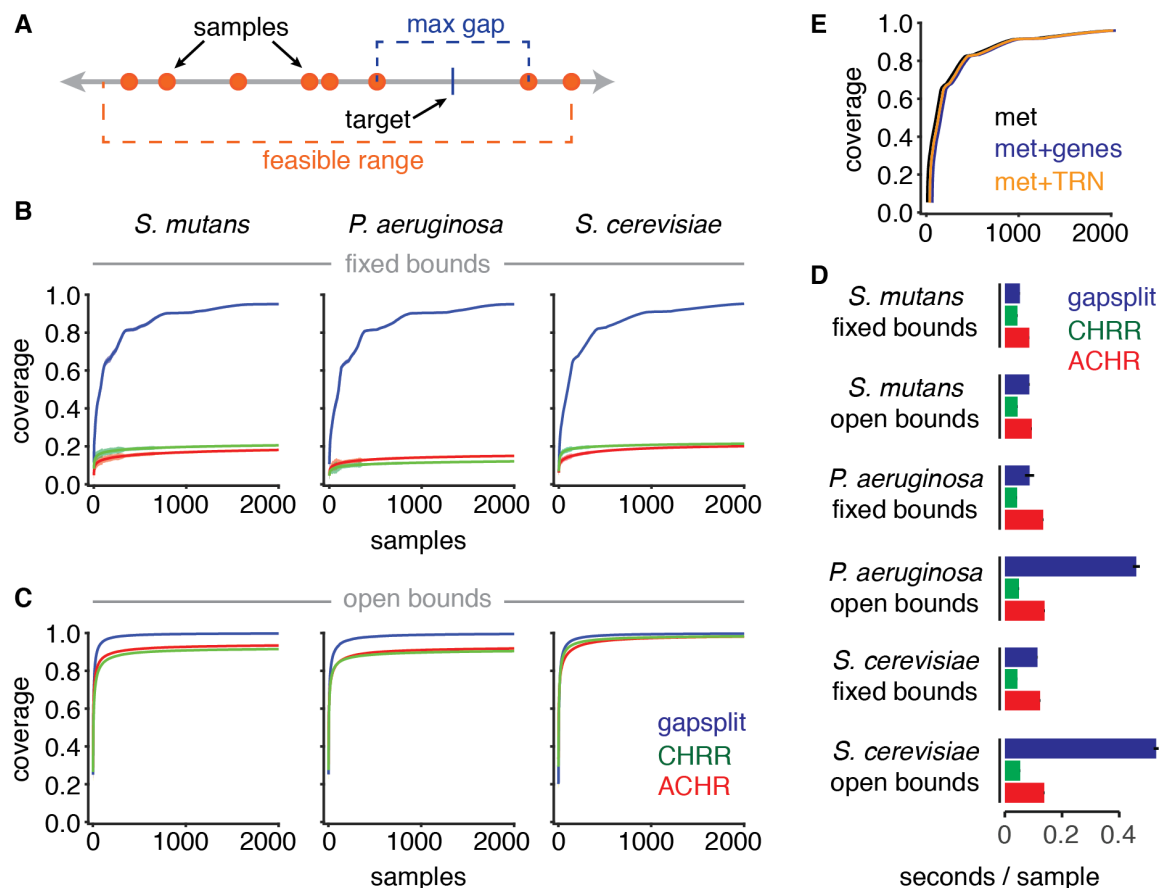 A
samples
max gap
target
feasible range
B
S. mutans
P. aeruginosa
S. cerevisiae
fixed bounds
coverage
1.0
0.8
0.6
0.4
0.2
0.0
0 1000 2000
0 1000 2000
0 1000 2000
samples
C
open bounds
coverage
1.0
0.8
0.6
0.4
0.2
0.0
gapsplit
CHRR
ACHR
0 1000 2000
0 1000 2000
0 1000 2000
samples
E
coverage
1.0
0.8
0.6
0.4
0.2
0.0
met
met+genes
met+TRN
0 1000 2000
D
gapsplit
CHRR
ACHR
S. mutans
fixed bounds
S. mutans
open bounds
P. aeruginosa
fixed bounds
P. aeruginosa
open bounds
S. cerevisiae
fixed bounds
S. cerevisiae
open bounds
0 0.2 0.4
seconds / sample